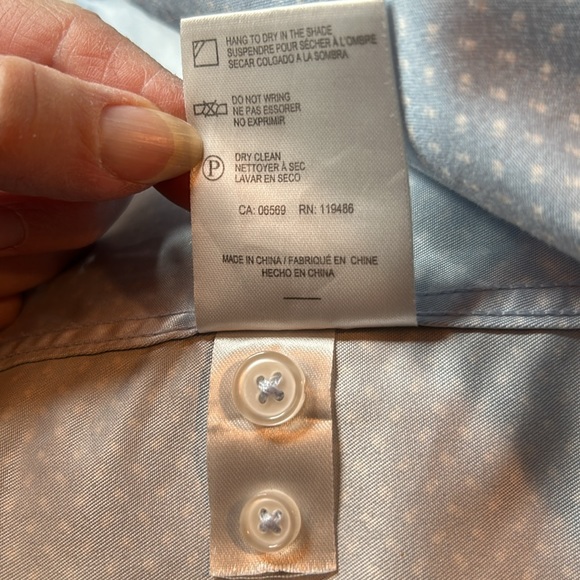 HANG TO DRY IN THE SHADE
SUSPENDRE POUR SÉCHER À L'OMBRE
SECAR COLGADO A LA SOMBRA
DO NOT WRING
NE PAS ESSORER
NO EXPRIMIR
P
DRY CLEAN
NETTOYER À SEC
LAVAR EN SECO
CA: 06569 RN: 119486
MADE IN CHINA / FABRIQUÉ EN CHINE
HECHO EN CHINA